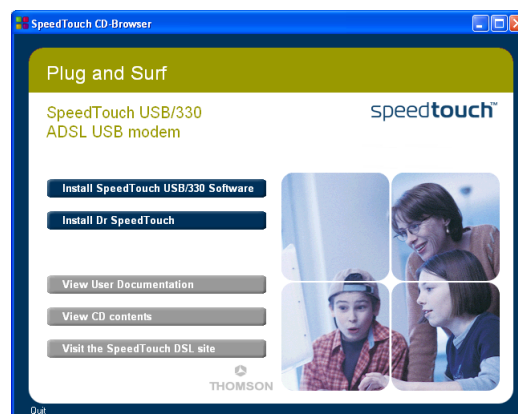 SpeedTouch CD-Browser
Plug and Surf
SpeedTouch USB/330
ADSL USB modem
speedtouch™
Install SpeedTouch USB/330 Software
Install Dr SpeedTouch
View User Documentation
View CD contents
Visit the SpeedTouch DSL site
THOMSON
Quit